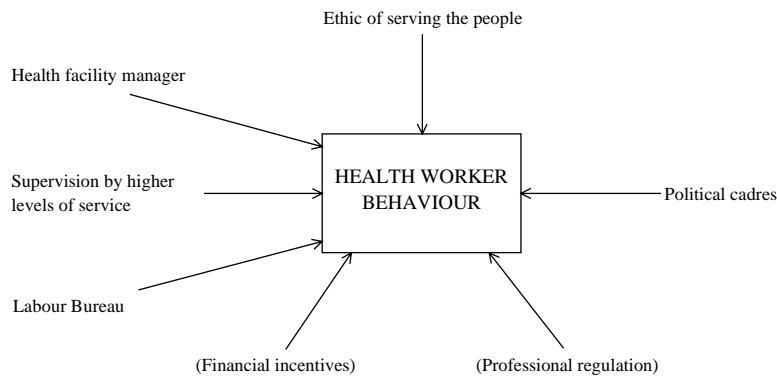 Ethic of serving the people
Health facility manager
HEALTH WORKER
BEHAVIOUR
Supervision by higher
levels of service
Political cadres
Labour Bureau
(Financial incentives)
(Professional regulation)